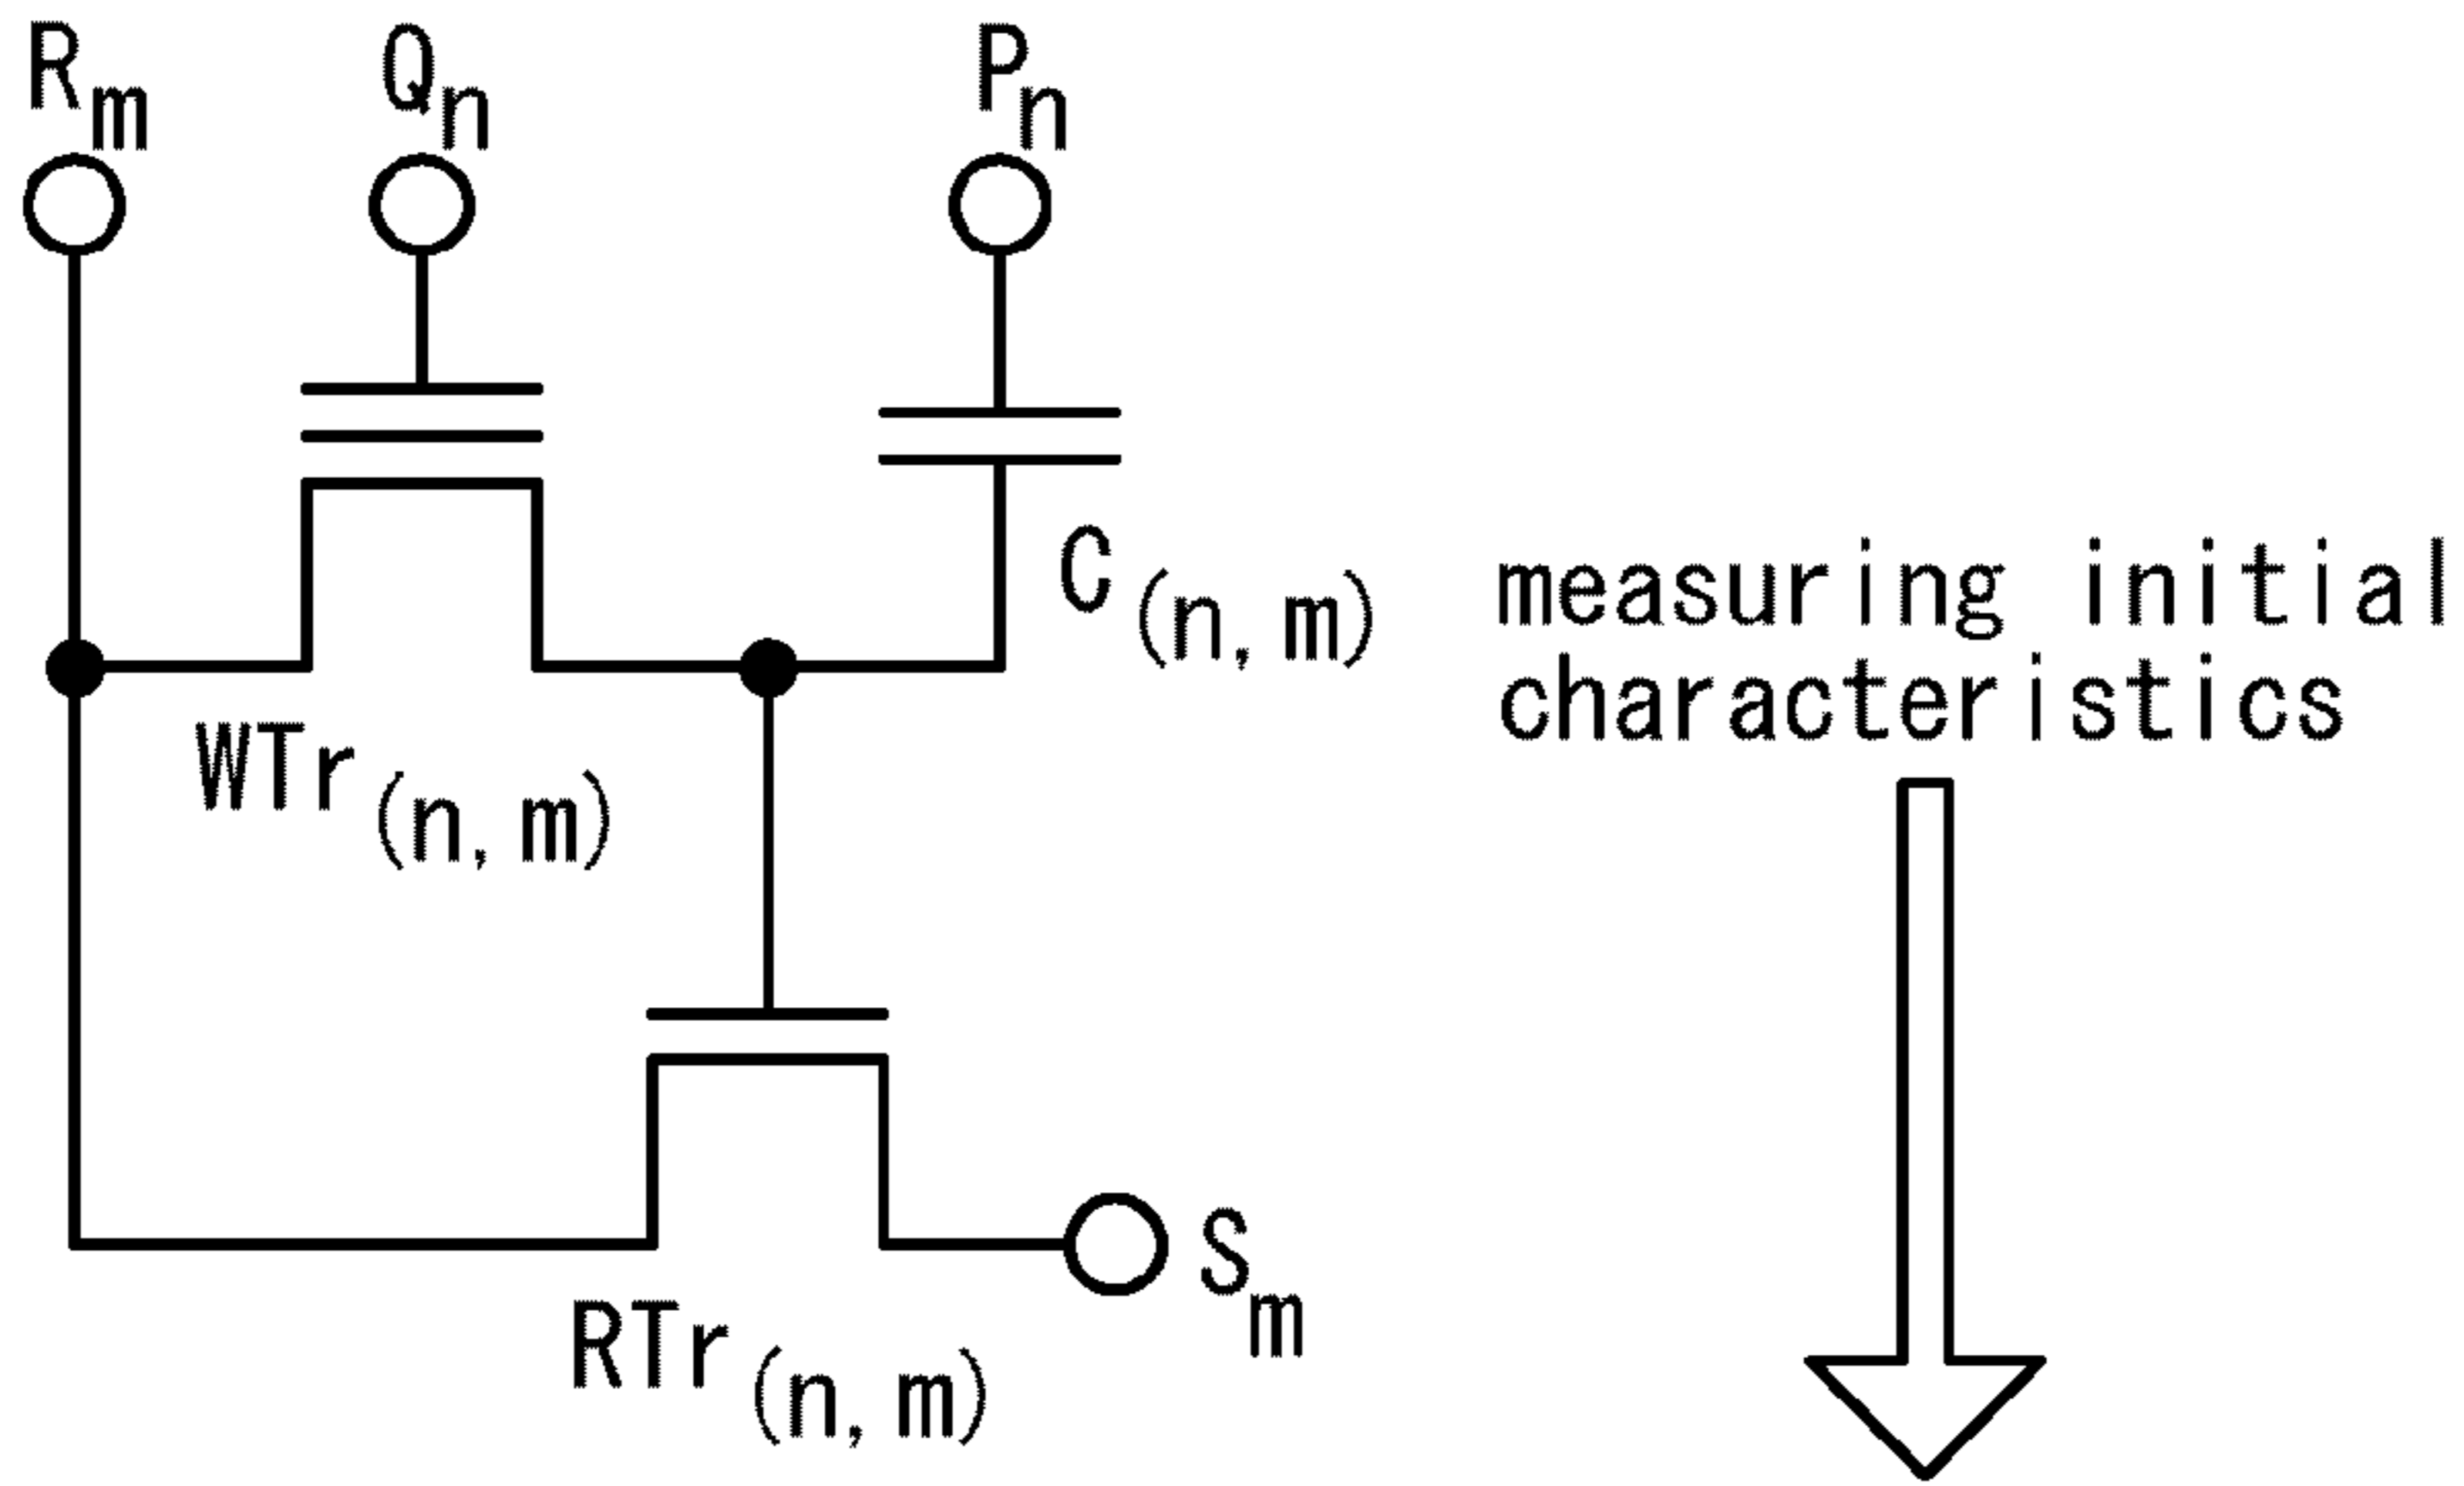 Rm Qn Pn
C(n, m)
measuring initial
characteristics
WTr(n, m)
Sm
RTr(n, m)